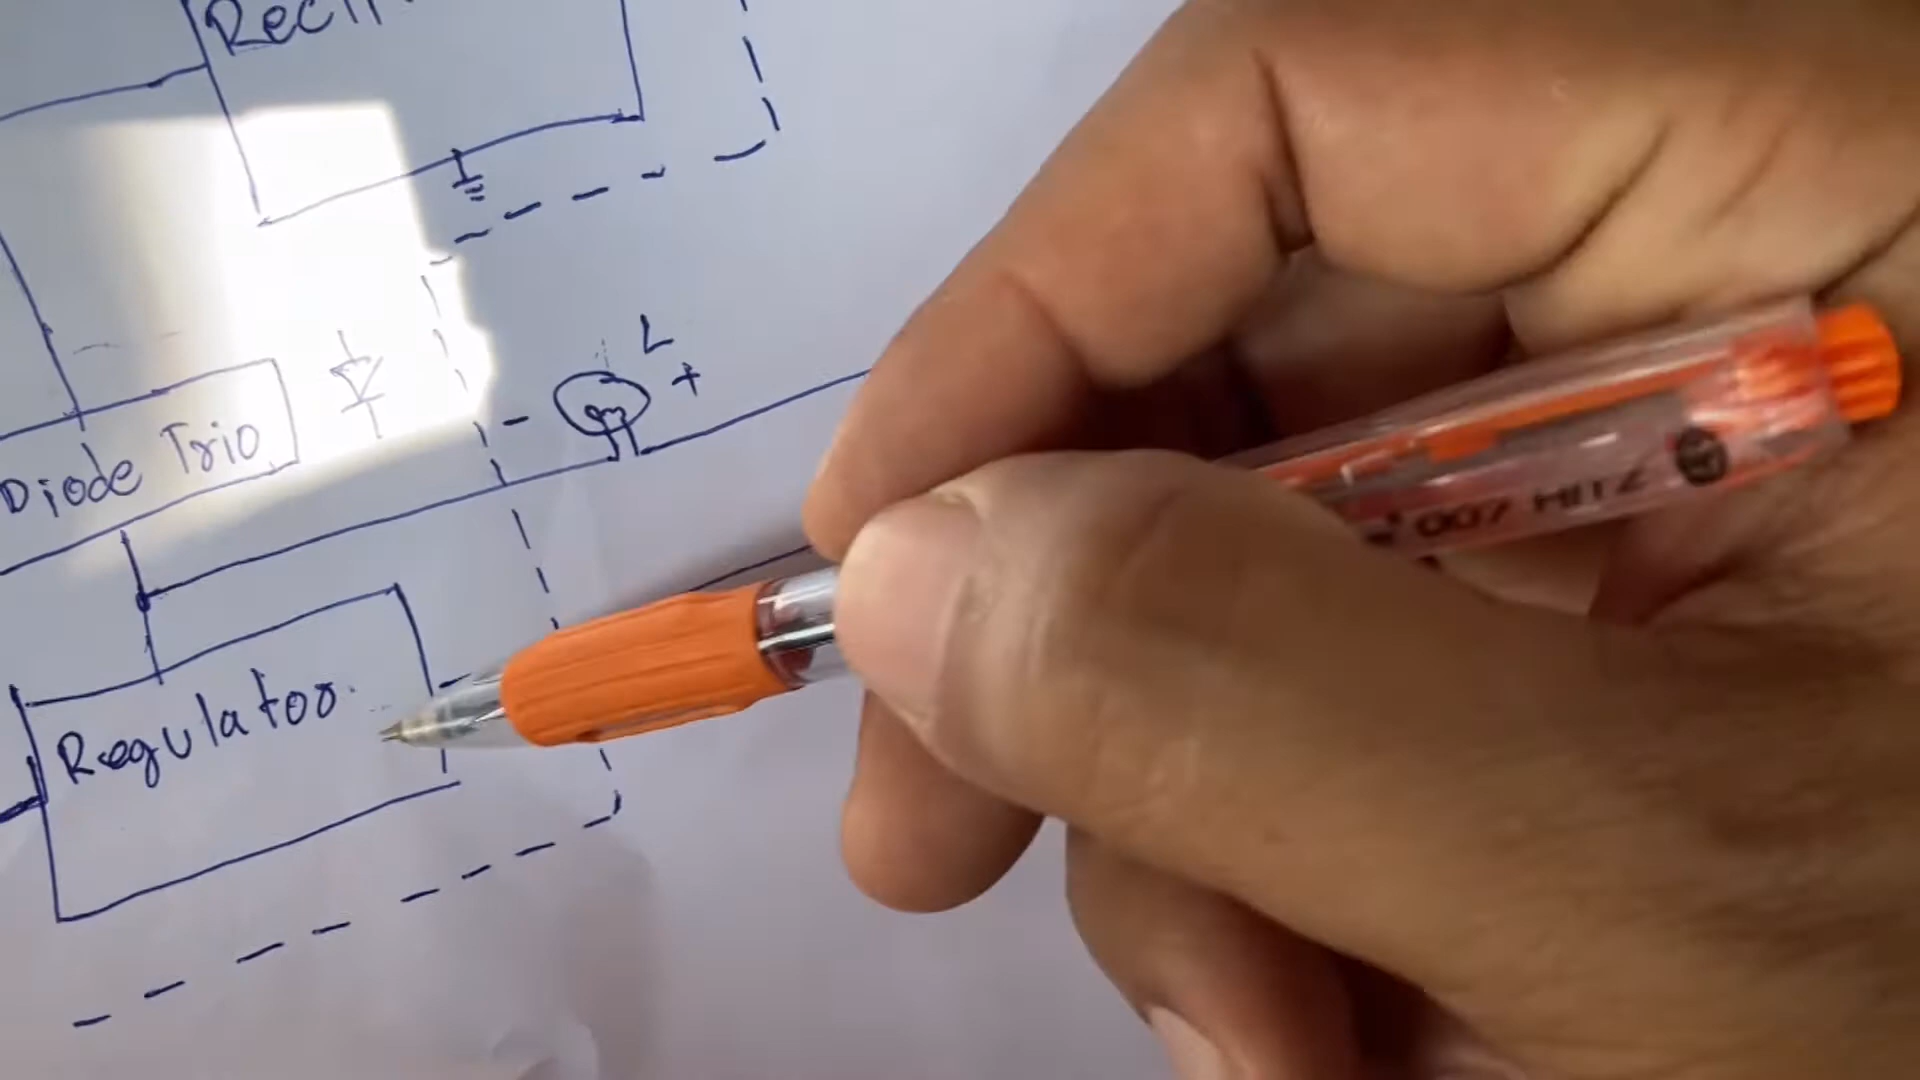 L
- +
Diode Trio
Regulator
007 HITZ